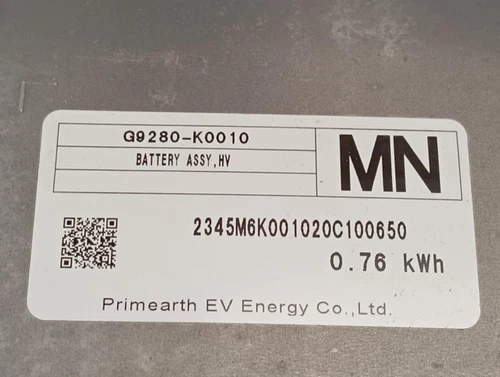 G9280-K0010
BATTERY ASSY,HV
MN
2345M6K001020C100650
0.76 kWh
Primearth EV Energy Co.,Ltd.